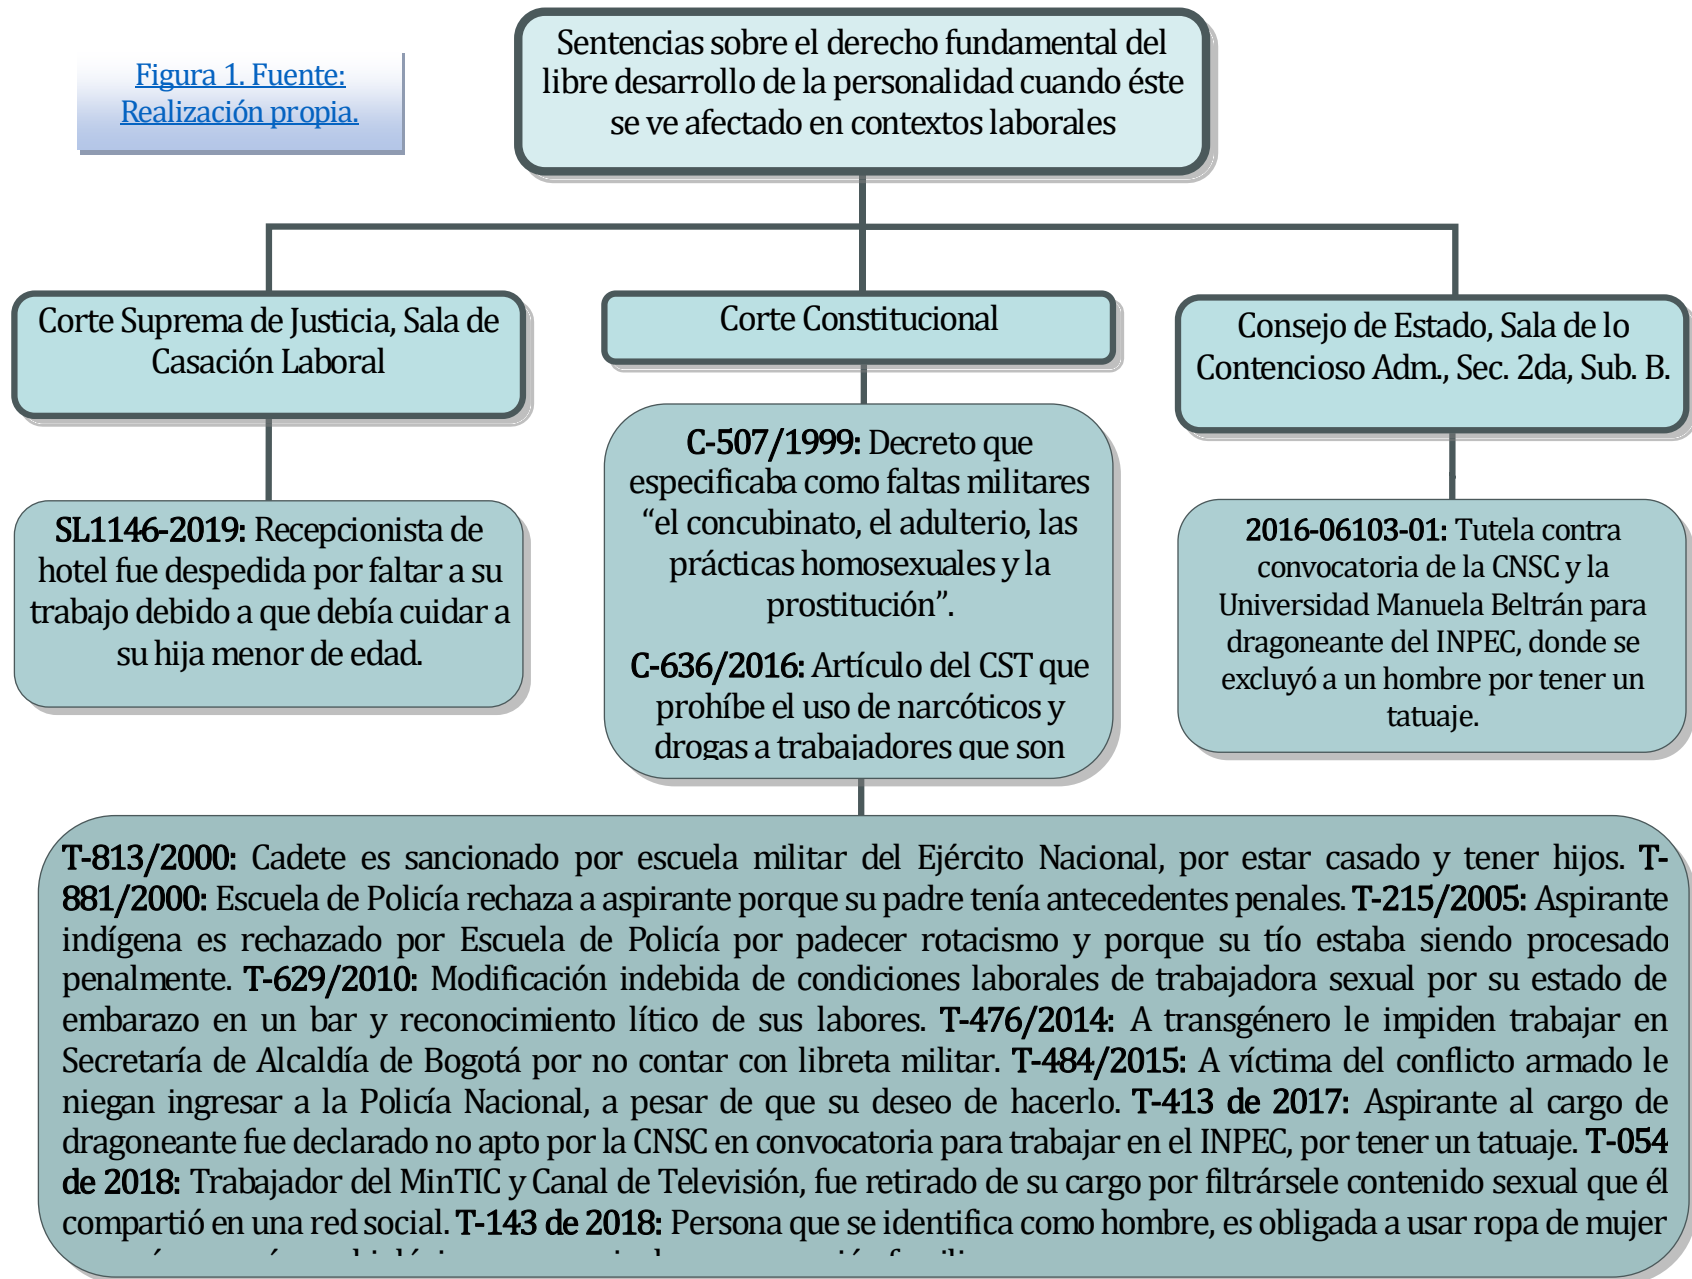 Figura 1. Fuente:
Realización propia.
Sentencias sobre el derecho fundamental del
libre desarrollo de la personalidad cuando éste
se ve afectado en contextos laborales
Corte Suprema de Justicia, Sala de
Casación Laboral
Corte Constitucional
Consejo de Estado, Sala de lo
Contencioso Adm., Sec. 2da, Sub. B.
SL1146-2019: Recepcionista de
hotel fue despedida por faltar a su
trabajo debido a que debía cuidar a
su hija menor de edad.
C-507/1999: Decreto que
especificaba como faltas militares
“el concubinato, el adulterio, las
prácticas homosexuales y la
prostitución”.
C-636/2016: Artículo del CST que
prohíbe el uso de narcóticos y
drogas a trabajadores que son
2016-06103-01: Tutela contra
convocatoria de la CNSC y la
Universidad Manuela Beltrán para
dragoneante del INPEC, donde se
excluyó a un hombre por tener un
tatuaje.
T-813/2000: Cadete es sancionado por escuela militar del Ejército Nacional, por estar casado y tener hijos. T-
881/2000: Escuela de Policía rechaza a aspirante porque su padre tenía antecedentes penales. T-215/2005: Aspirante
indígena es rechazado por Escuela de Policía por padecer rotacismo y porque su tío estaba siendo procesado
penalmente. T-629/2010: Modificación indebida de condiciones laborales de trabajadora sexual por su estado de
embarazo en un bar y reconocimiento lítico de sus labores. T-476/2014: A transgénero le impiden trabajar en
Secretaría de Alcaldía de Bogotá por no contar con libreta militar. T-484/2015: A víctima del conflicto armado le
niegan ingresar a la Policía Nacional, a pesar de que su deseo de hacerlo. T-413 de 2017: Aspirante al cargo de
dragoneante fue declarado no apto por la CNSC en convocatoria para trabajar en el INPEC, por tener un tatuaje. T-054
de 2018: Trabajador del MinTIC y Canal de Televisión, fue retirado de su cargo por filtrársele contenido sexual que él
compartió en una red social. T-143 de 2018: Persona que se identifica como hombre, es obligada a usar ropa de mujer